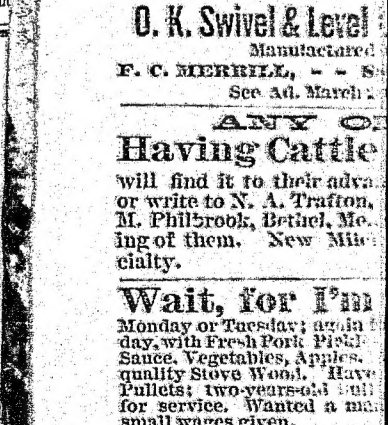 O. K. Swivel & Level
Manufactured
F. C. MERRILL, - - S
See Ad. March
ANY O
Having Cattle
will find it to their adva
or write to N. A. Trafton,
M. Philbrook, Bethel, Me.
ing of them. New Milc
cialty.
Wait, for I'm
Monday or Tuesday; again
day, with Fresh Pork Pickl
Sauce, Vegetables, Apples,
quality Stove Wood. Have
Pullets; two-years-old bull
for service. Wanted a ma
small wages given.